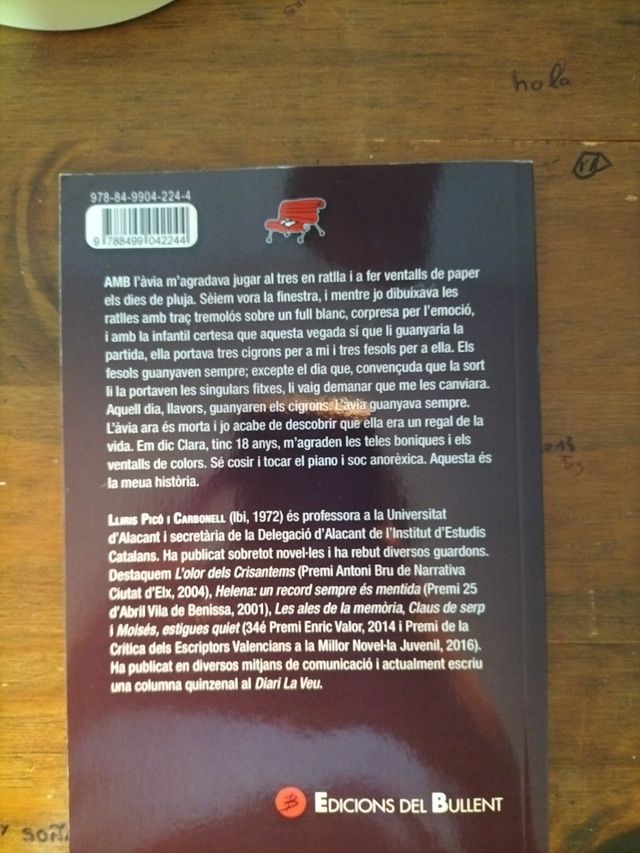 hola
978-84-9904-224-4
9 788499 042244
AMB l'àvia m'agradava jugar al tres en ratlla i a fer ventalls de paper
els dies de pluja. Sèiem vora la finestra, i mentre jo dibuixava les
ratlles amb traç tremolós sobre un full blanc, corpresa per l'emoció,
i amb la infantil certesa que aquesta vegada sí que li guanyaria la
partida, ella portava tres cigrons per a mi i tres fesols per a ella. Els
fesols guanyaven sempre; excepte el dia que, convençuda que la sort
li la portaven les singulars fitxes, li vaig demanar que me les canviara.
Aquell dia, llavors, guanyaren els cigrons. L'àvia guanyava sempre.
L'àvia ara és morta i jo acabe de descobrir que ella era un regal de la
vida. Em dic Clara, tinc 18 anys, m'agraden les teles boniques i els
ventalls de colors. Sé cosir i tocar el piano i soc anorèxica. Aquesta és
la meua història.
LLIRIS PICÓ I CARBONELL (Ibi, 1972) és professora a la Universitat
d'Alacant i secretària de la Delegació d'Alacant de l'Institut d'Estudis
Catalans. Ha publicat sobretot novel·les i ha rebut diversos guardons.
Destaquem L'olor dels Crisantems (Premi Antoni Bru de Narrativa
Ciutat d'Elx, 2004), Helena: un record sempre és mentida (Premi 25
d'Abril Vila de Benissa, 2001), Les ales de la memòria, Claus de serp
i Moisés, estigues quiet (34é Premi Enric Valor, 2014 i Premi de la
Crítica dels Escriptors Valencians a la Millor Novel·la Juvenil, 2016).
Ha publicat en diversos mitjans de comunicació i actualment escriu
una columna quinzenal al Diari La Veu.
EDICIONS DEL BULLENT